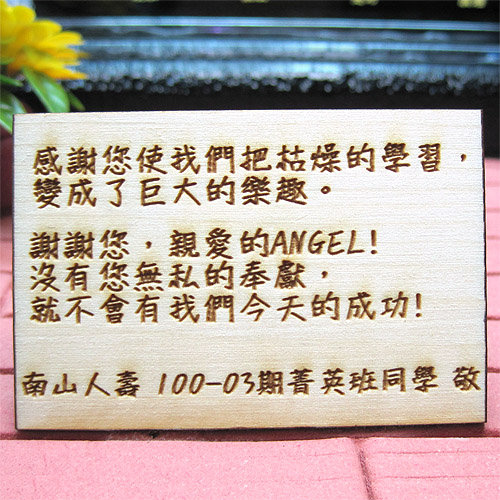 感謝您使我們把枯燥的學習，
變成了巨大的樂趣。
謝謝您，親愛的ANGEL!
沒有您無私的奉獻，
就不會有我們今天的成功!
南山人壽 100-03期菁英班同學 敬